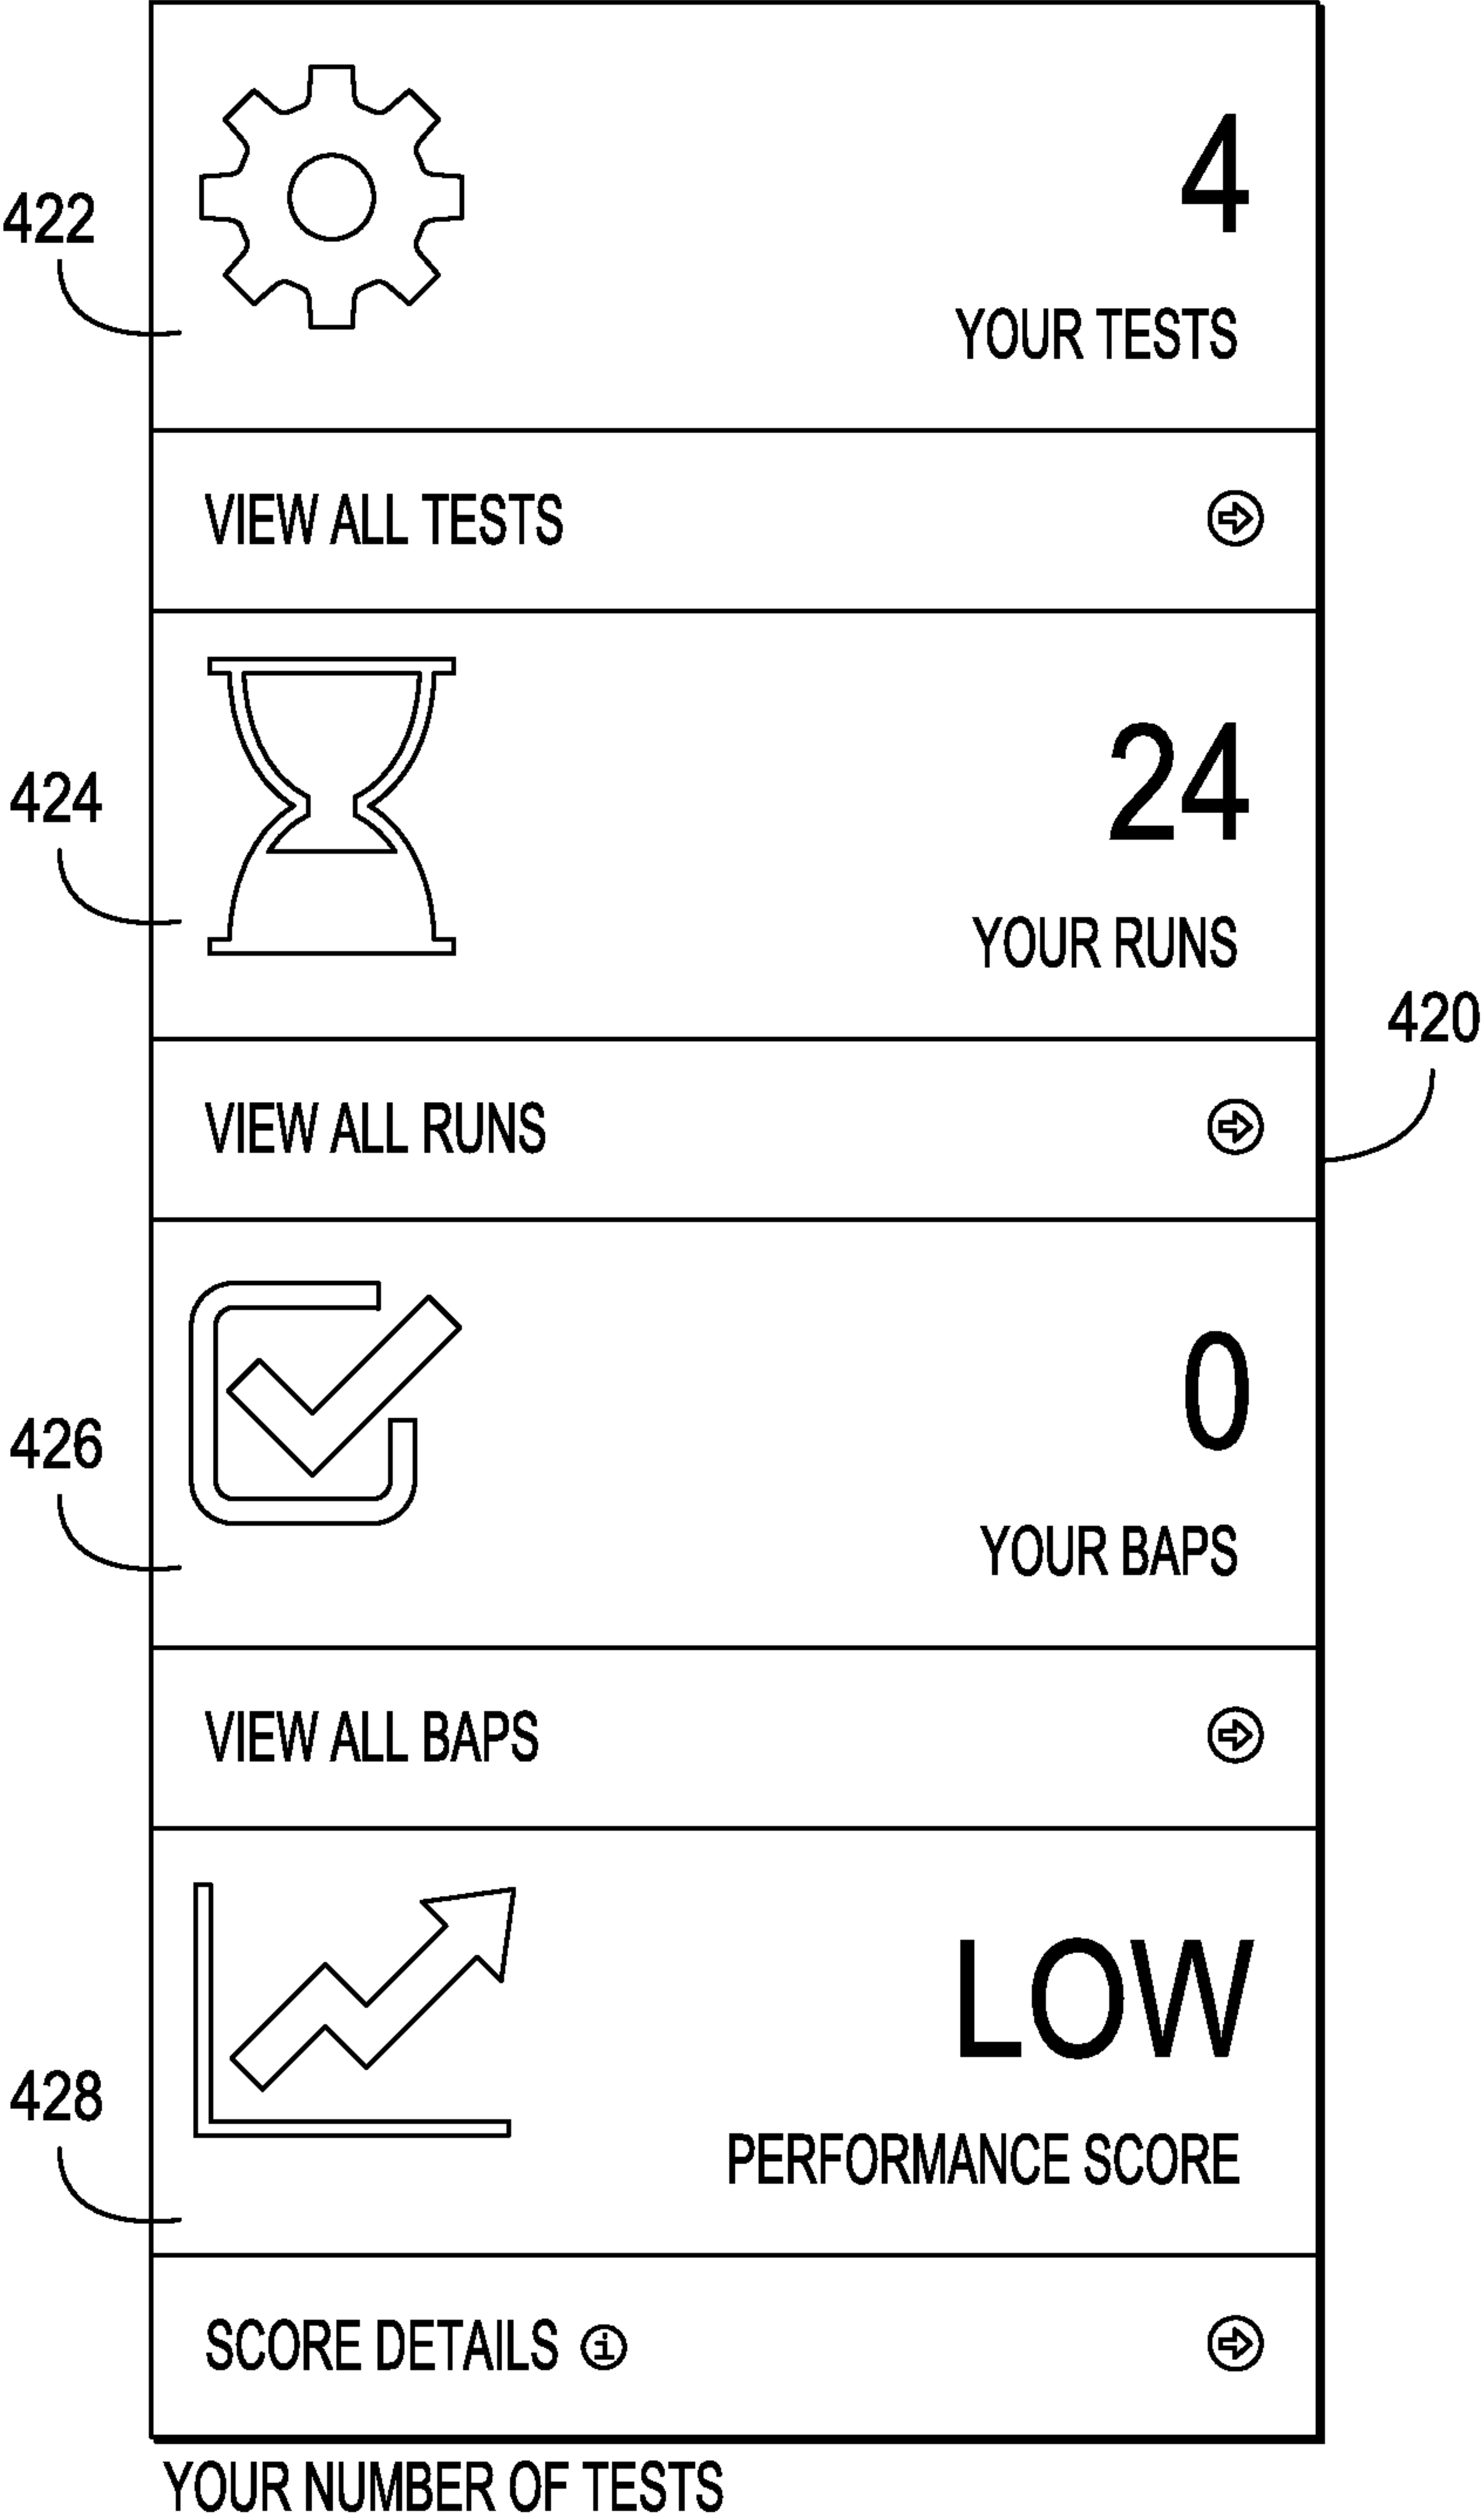 4
422
YOUR TESTS
VIEW ALL TESTS
24
424
YOUR RUNS
420
VIEW ALL RUNS
0
426
YOUR BAPS
VIEW ALL BAPS
LOW
428
PERFORMANCE SCORE
SCORE DETAILS i
YOUR NUMBER OF TESTS